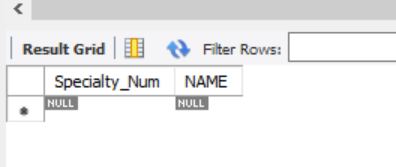 Result Grid Filter Rows:
Specialty_Num NAME
NULL NULL